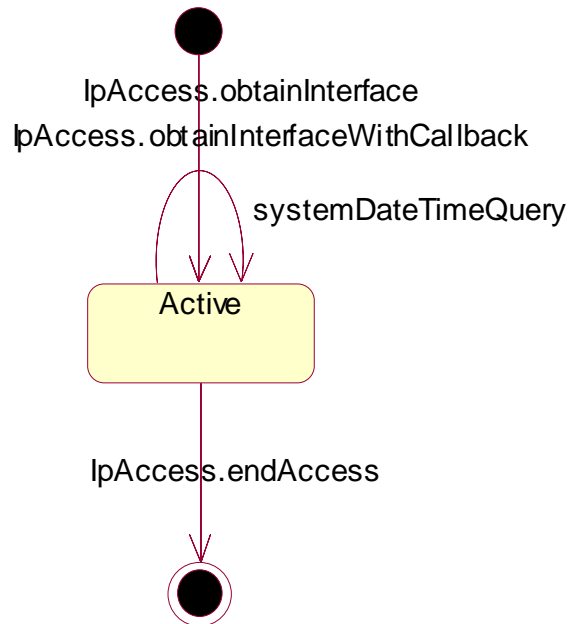 IpAccess.obtainInterface
IpAccess.obtainInterfaceWithCallback
systemDateTimeQuery
Active
IpAccess.endAccess